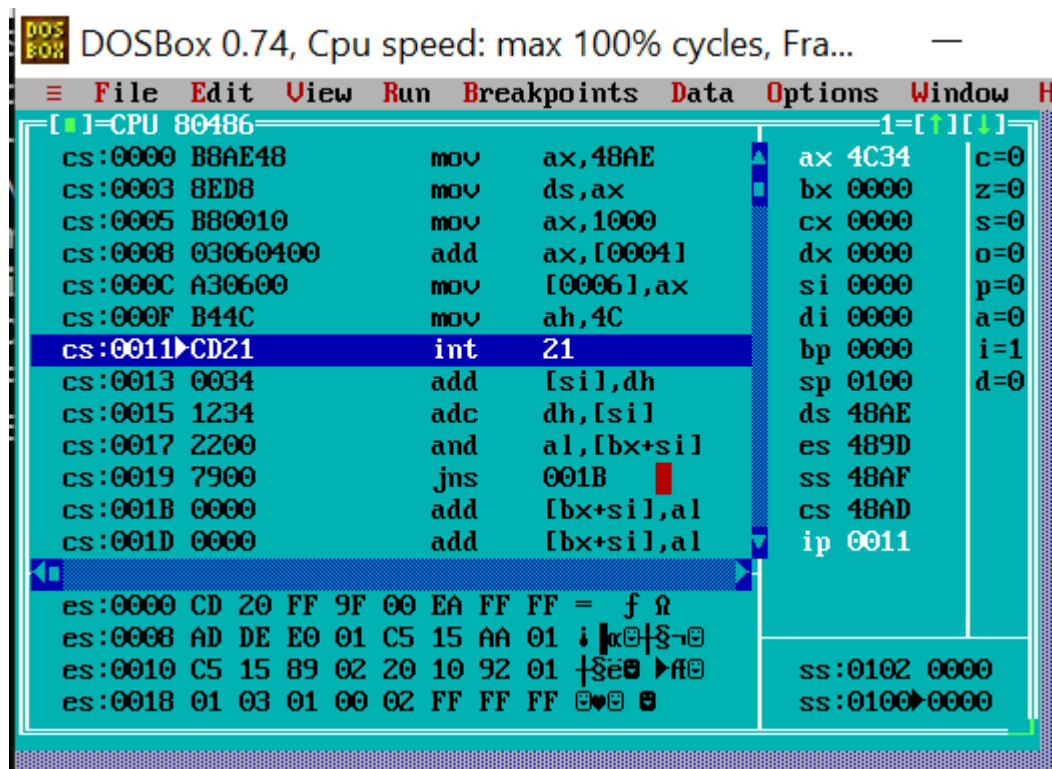 DOS BOX DOSBox 0.74, Cpu speed: max 100% cycles, Fra... —
≡ File Edit View Run Breakpoints Data Options Window H
[■]=CPU 80486 1=[↑][↓]
cs:0000 B8AE48 mov ax,48AE ax 4C34 c=0
cs:0003 8ED8 mov ds,ax bx 0000 z=0
cs:0005 B80010 mov ax,1000 cx 0000 s=0
cs:0008 03060400 add ax,[0004] dx 0000 o=0
cs:000C A30600 mov [0006],ax si 0000 p=0
cs:000F B44C mov ah,4C di 0000 a=0
cs:0011►CD21 int 21 bp 0000 i=1
cs:0013 0034 add [si],dh sp 0100 d=0
cs:0015 1234 adc dh,[si] ds 48AE
cs:0017 2200 and al,[bx+si] es 489D
cs:0019 7900 jns 001B ss 48AF
cs:001B 0000 add [bx+si],al cs 48AD
cs:001D 0000 add [bx+si],al ip 0011
es:0000 CD 20 FF 9F 00 EA FF FF = ƒ Ω
es:0008 AD DE E0 01 C5 15 AA 01 ¡▐α☺┼§¬☺
es:0010 C5 15 89 02 20 10 92 01 ┼§ë☻ ►Æ☺ ss:0102 0000
es:0018 01 03 01 00 02 FF FF FF ☺♥☺ ☻ ss:0100►0000